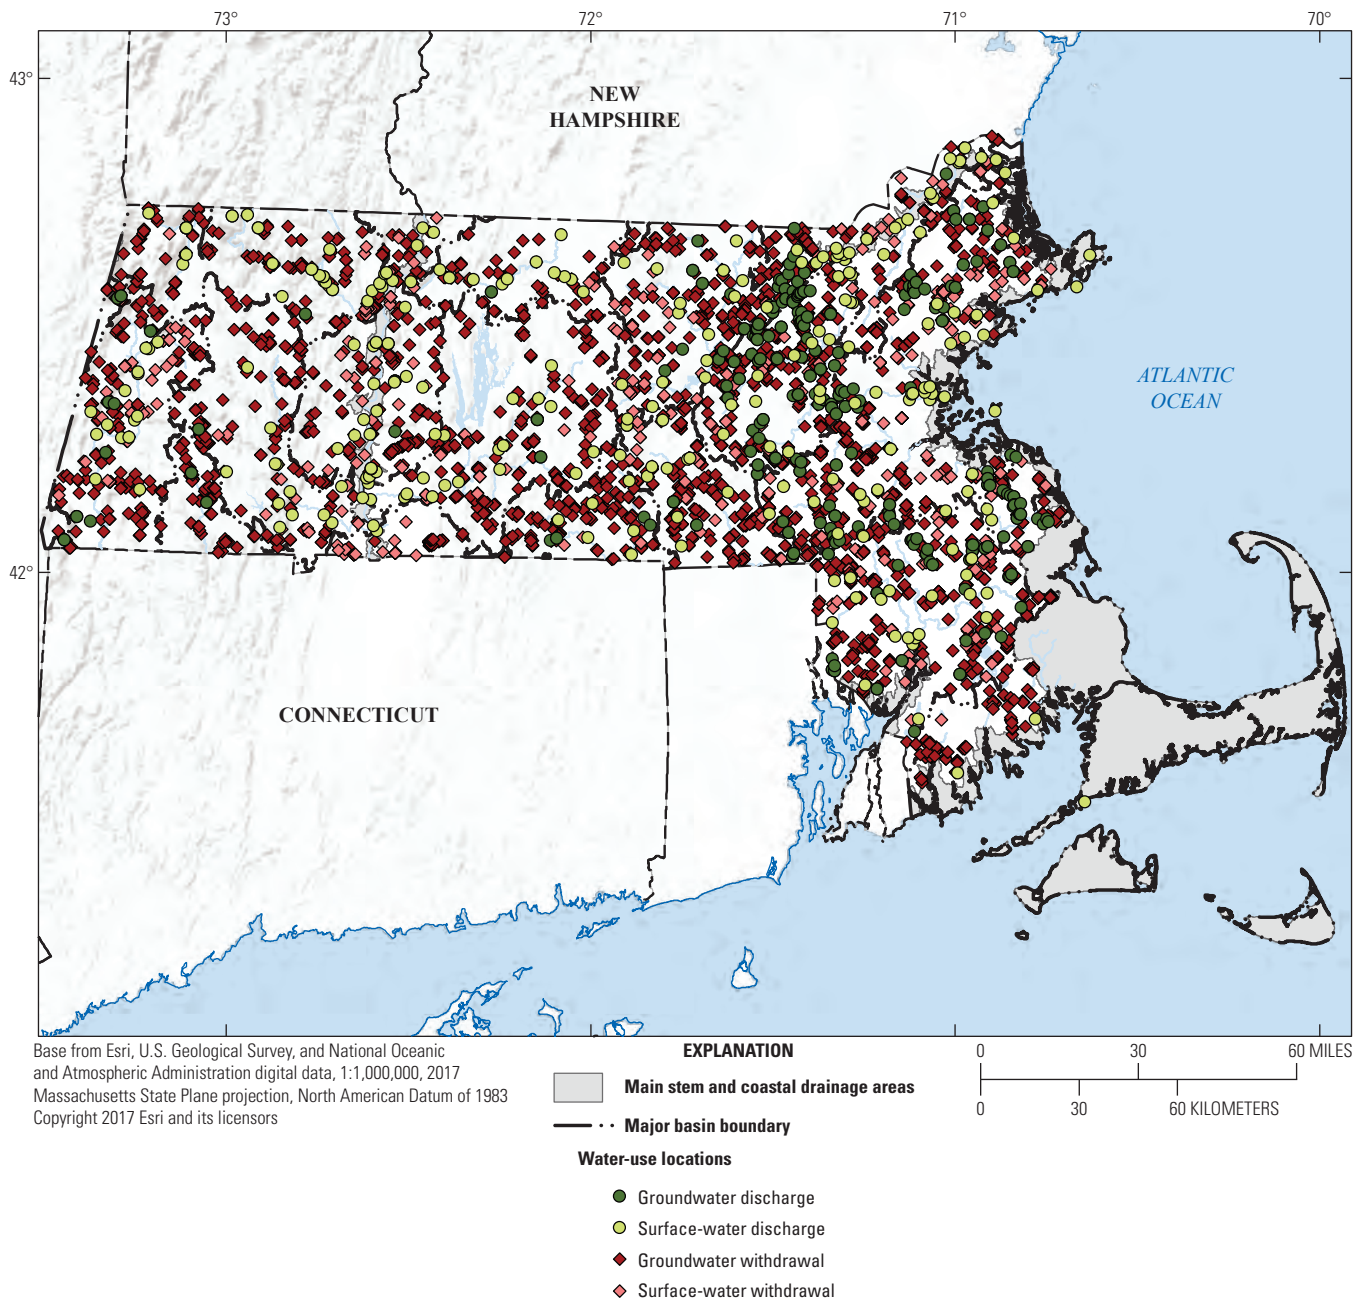 73°
72°
71°
70°
43°
42°
NEW
HAMPSHIRE
ATLANTIC
OCEAN
CONNECTICUT
Base from Esri, U.S. Geological Survey, and National Oceanic
and Atmospheric Administration digital data, 1:1,000,000, 2017
Massachusetts State Plane projection, North American Datum of 1983
Copyright 2017 Esri and its licensors
EXPLANATION
Main stem and coastal drainage areas
Major basin boundary
Water-use locations
Groundwater discharge
Surface-water discharge
Groundwater withdrawal
Surface-water withdrawal
0 30 60 MILES
0 30 60 KILOMETERS